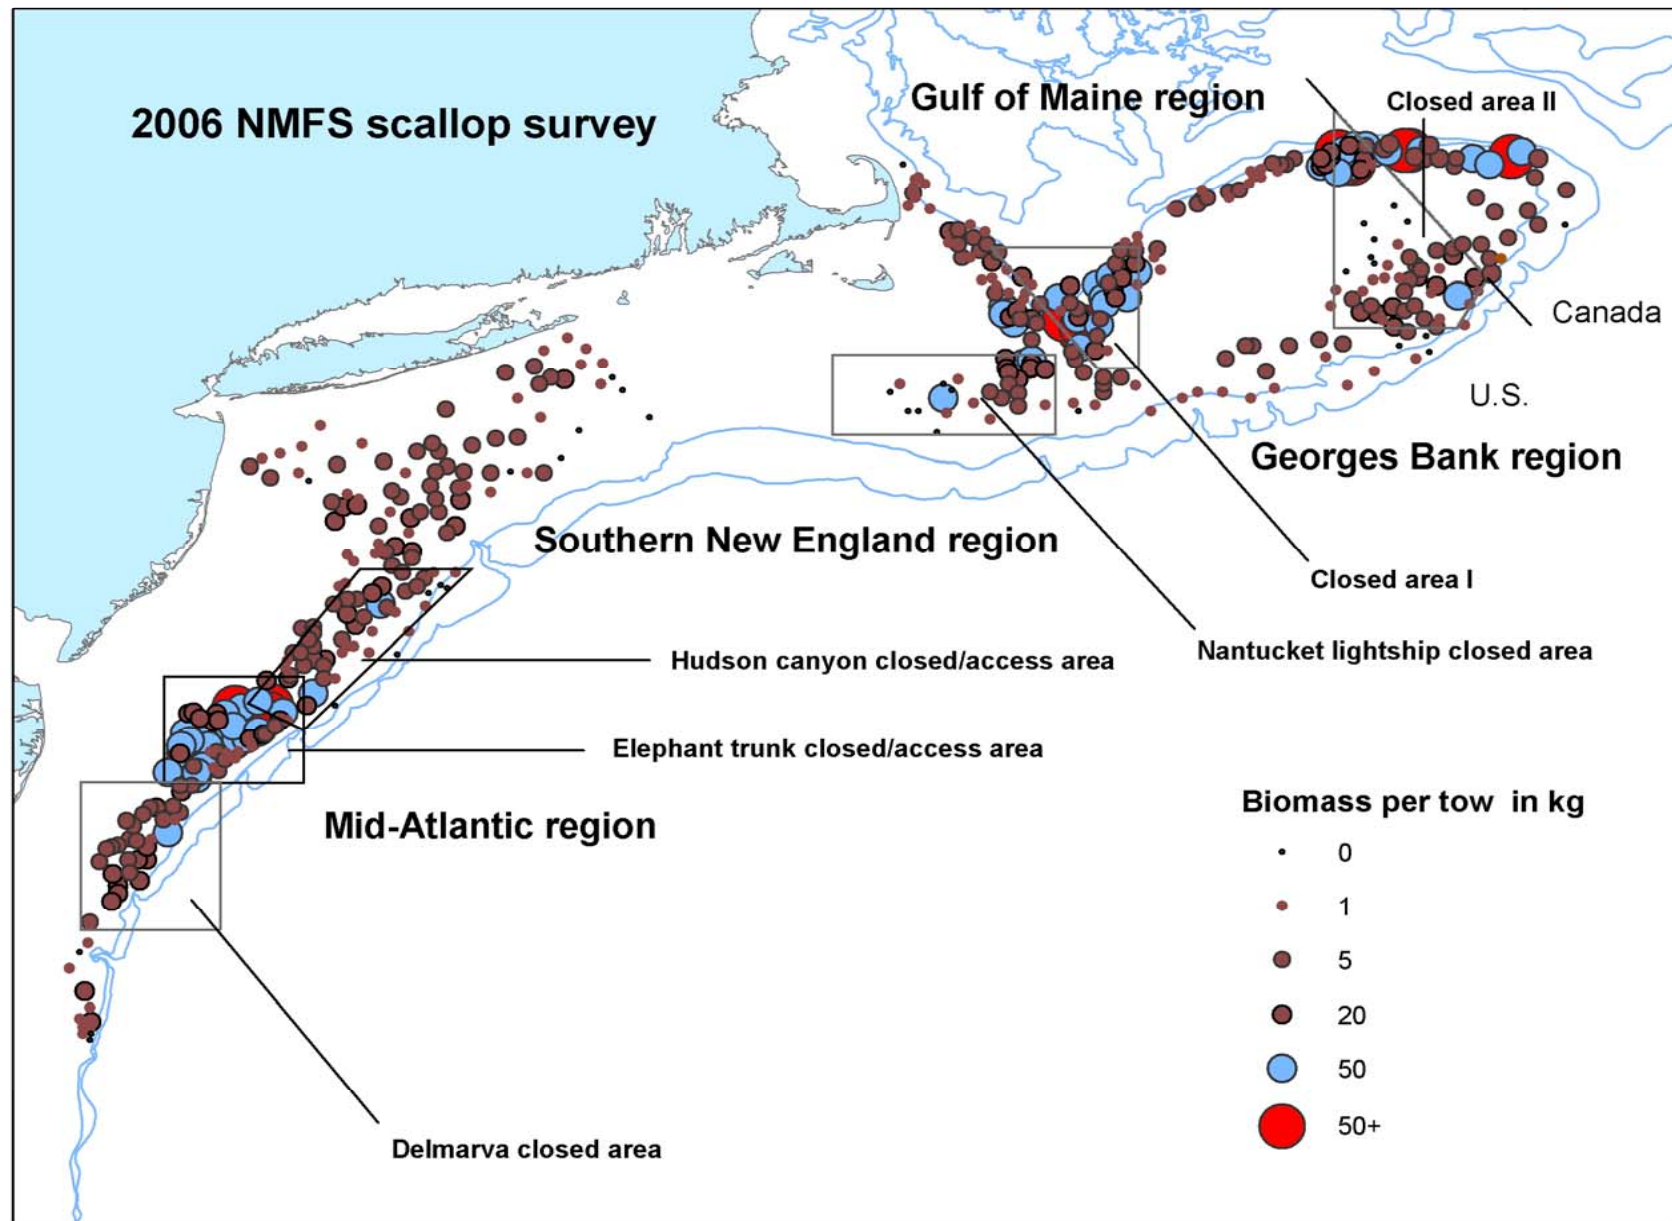 2006 NMFS scallop survey
Gulf of Maine region
Closed area II
Canada
U.S.
Georges Bank region
Southern New England region
Closed area I
Nantucket lightship closed area
Hudson canyon closed/access area
Elephant trunk closed/access area
Mid-Atlantic region
Delmarva closed area
Biomass per tow in kg
0
1
5
20
50
50+